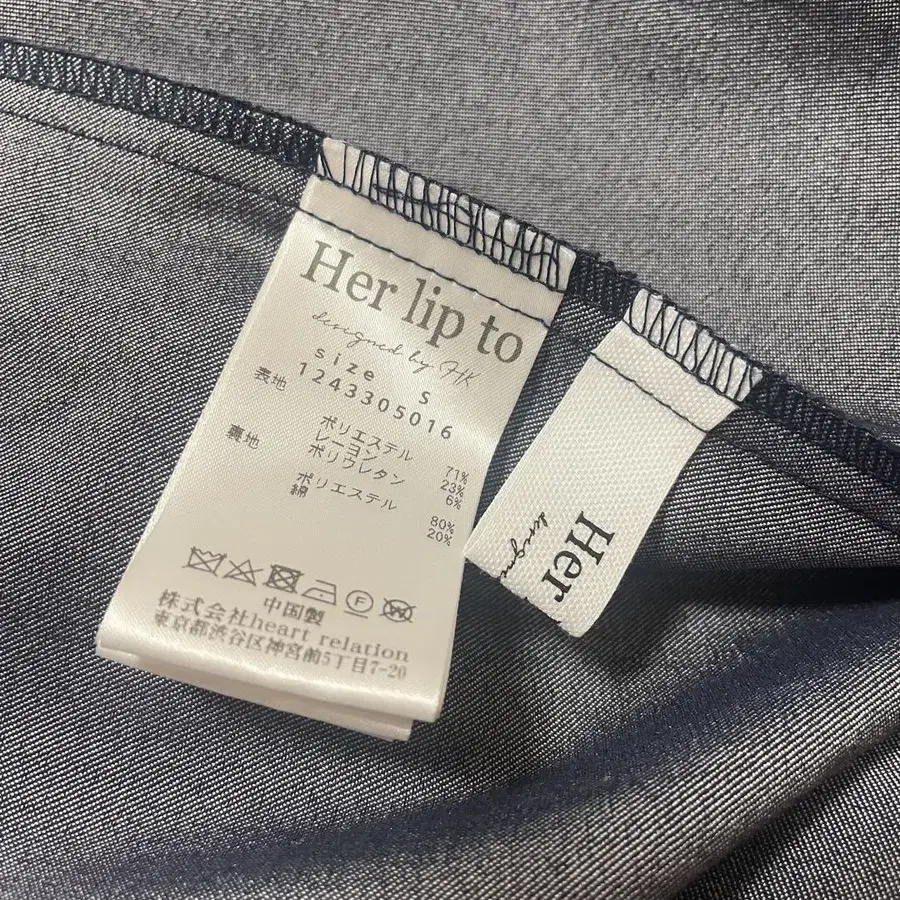 Her lip to
designed by HK
size S
1243305016
表地
ポリエステル 71%
レーヨン 23%
ポリウレタン 6%
裏地
ポリエステル 80%
綿 20%
F
中国製
株式会社heart relation
東京都渋谷区神宮前5丁目7-20
Her